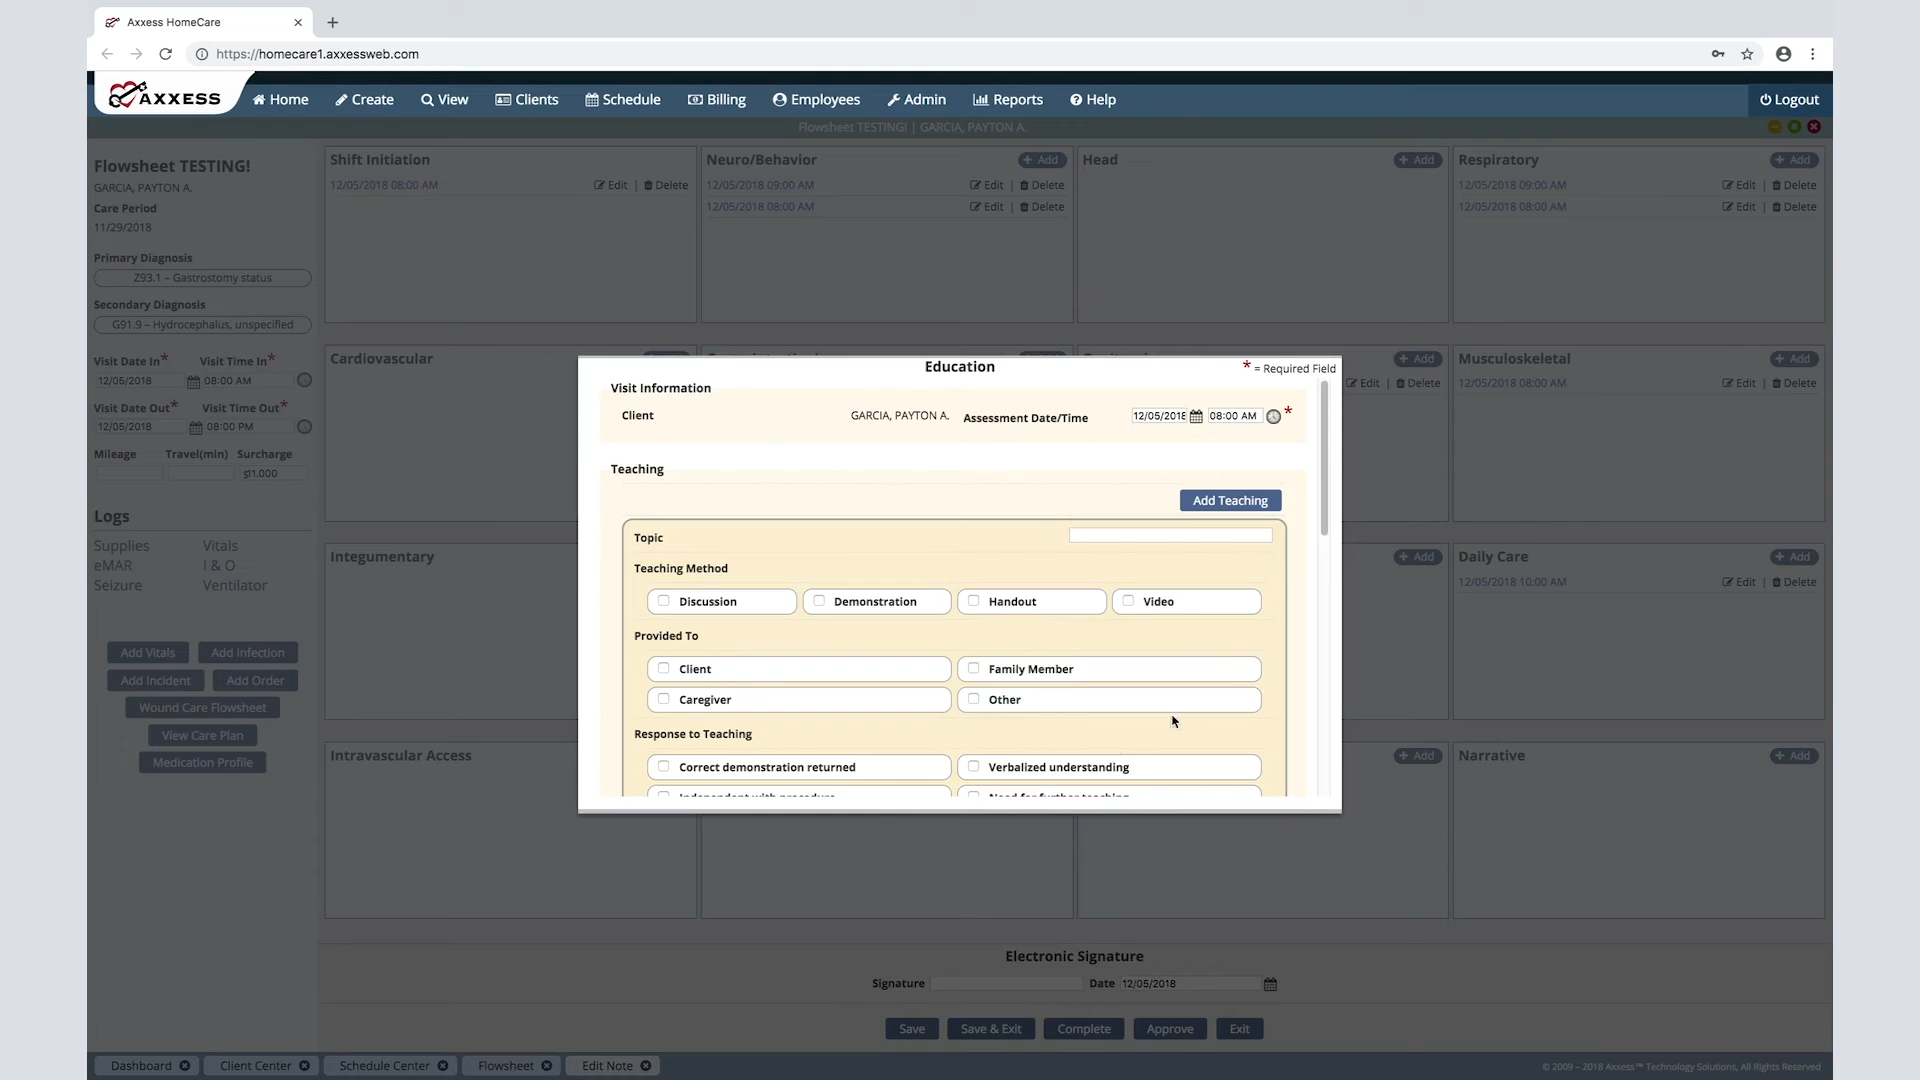 Axxess HomeCare
https://homecare1.axxessweb.com
AXXESS
Home Create View Clients Schedule Billing Employees Admin Reports Help Logout
Flowsheet TESTING! | GARCIA, PAYTON A.
Flowsheet TESTING!
GARCIA, PAYTON A.
Care Period
11/29/2018
Primary Diagnosis
Z93.1 – Gastrostomy status
Secondary Diagnosis
G91.9 – Hydrocephalus, unspecified
Visit Date In* Visit Time In*
12/05/2018 08:00 AM
Visit Date Out* Visit Time Out*
12/05/2018 08:00 PM
Mileage Travel(min) Surcharge
Logs
Supplies Vitals
eMAR I & O
Seizure Ventilator
Add Vitals Add Infection
Add Incident Add Order
Wound Care Flowsheet
View Care Plan
Medication Profile
Shift Initiation
12/05/2018 08:00 AM Edit | Delete
Neuro/Behavior + Add
12/05/2018 09:00 AM Edit | Delete
12/05/2018 08:00 AM Edit | Delete
Head + Add
Respiratory + Add
12/05/2018 09:00 AM Edit | Delete
12/05/2018 08:00 AM Edit | Delete
Cardiovascular
+ Add
Edit | Delete
Musculoskeletal + Add
12/05/2018 08:00 AM Edit | Delete
Integumentary
+ Add
Daily Care + Add
12/05/2018 10:00 AM Edit | Delete
Intravascular Access
+ Add
Narrative + Add
Education
* = Required Field
Visit Information
Client GARCIA, PAYTON A. Assessment Date/Time 12/05/2018 08:00 AM *
Teaching
Add Teaching
Topic
Teaching Method
Discussion Demonstration Handout Video
Provided To
Client Family Member
Caregiver Other
Response to Teaching
Correct demonstration returned Verbalized understanding
Independent with procedure Need for further teaching
Electronic Signature
Signature Date 12/05/2018
Save Save & Exit Complete Approve Exit
Dashboard Client Center Schedule Center Flowsheet Edit Note
© 2009 – 2018 Axxess™ Technology Solutions, All Rights Reserved